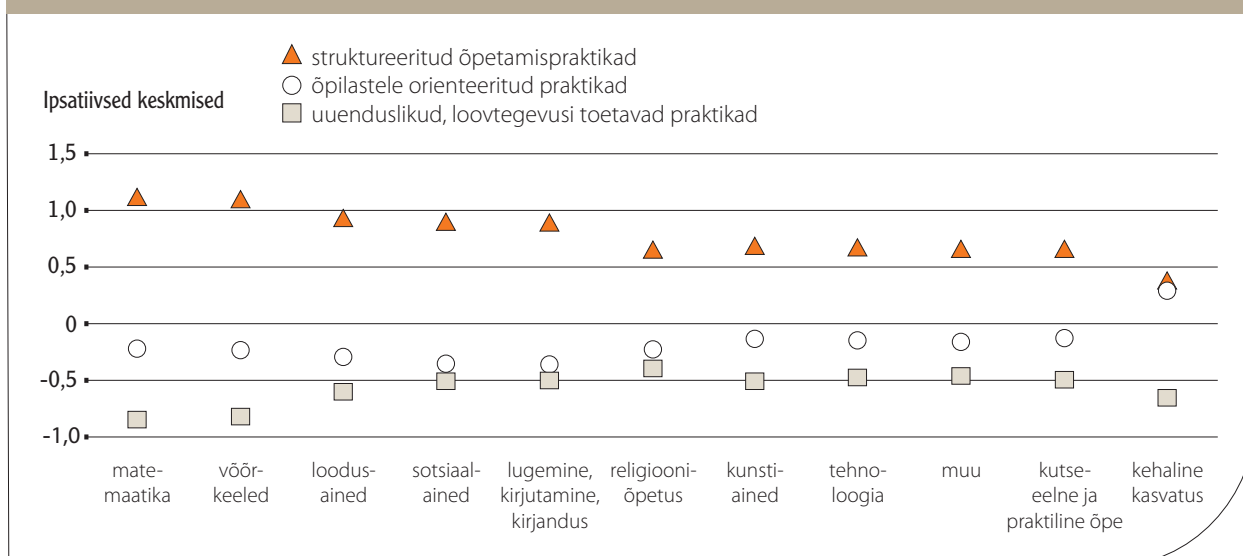 struktureeritud õpetamispraktikad
õpilastele orienteeritud praktikad
uuenduslikud, loovtegevusi toetavad praktikad
Ipsatiivsed keskmised
1,5
1,0
0,5
0
-0,5
-1,0
mate-
maatika
võõr-
keeled
loodus-
ained
sotsiaal-
ained
lugemine,
kirjutamine,
kirjandus
religiooni-
õpetus
kunsti-
ained
tehno-
loogia
muu
kutse-
eelne ja
praktiline õpe
kehaline
kasvatus